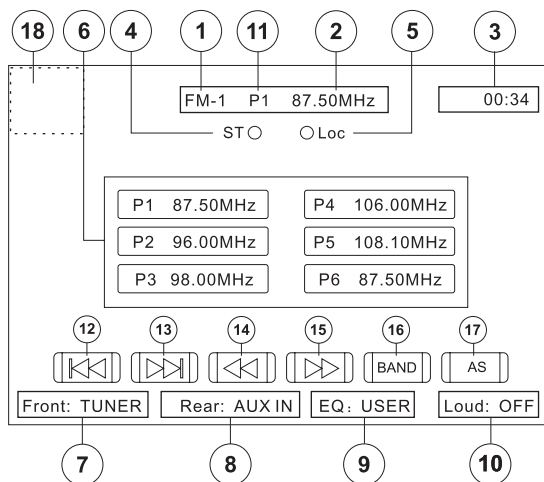 18 6 4 1 11 2 5 3
FM-1 P1 87.50MHz
00:34
ST Loc
P1 87.50MHz
P4 106.00MHz
P2 96.00MHz
P5 108.10MHz
P3 98.00MHz
P6 87.50MHz
12 13 14 15 16 17
BAND AS
Front: TUNER
Rear: AUX IN
EQ: USER
Loud: OFF
7 8 9 10